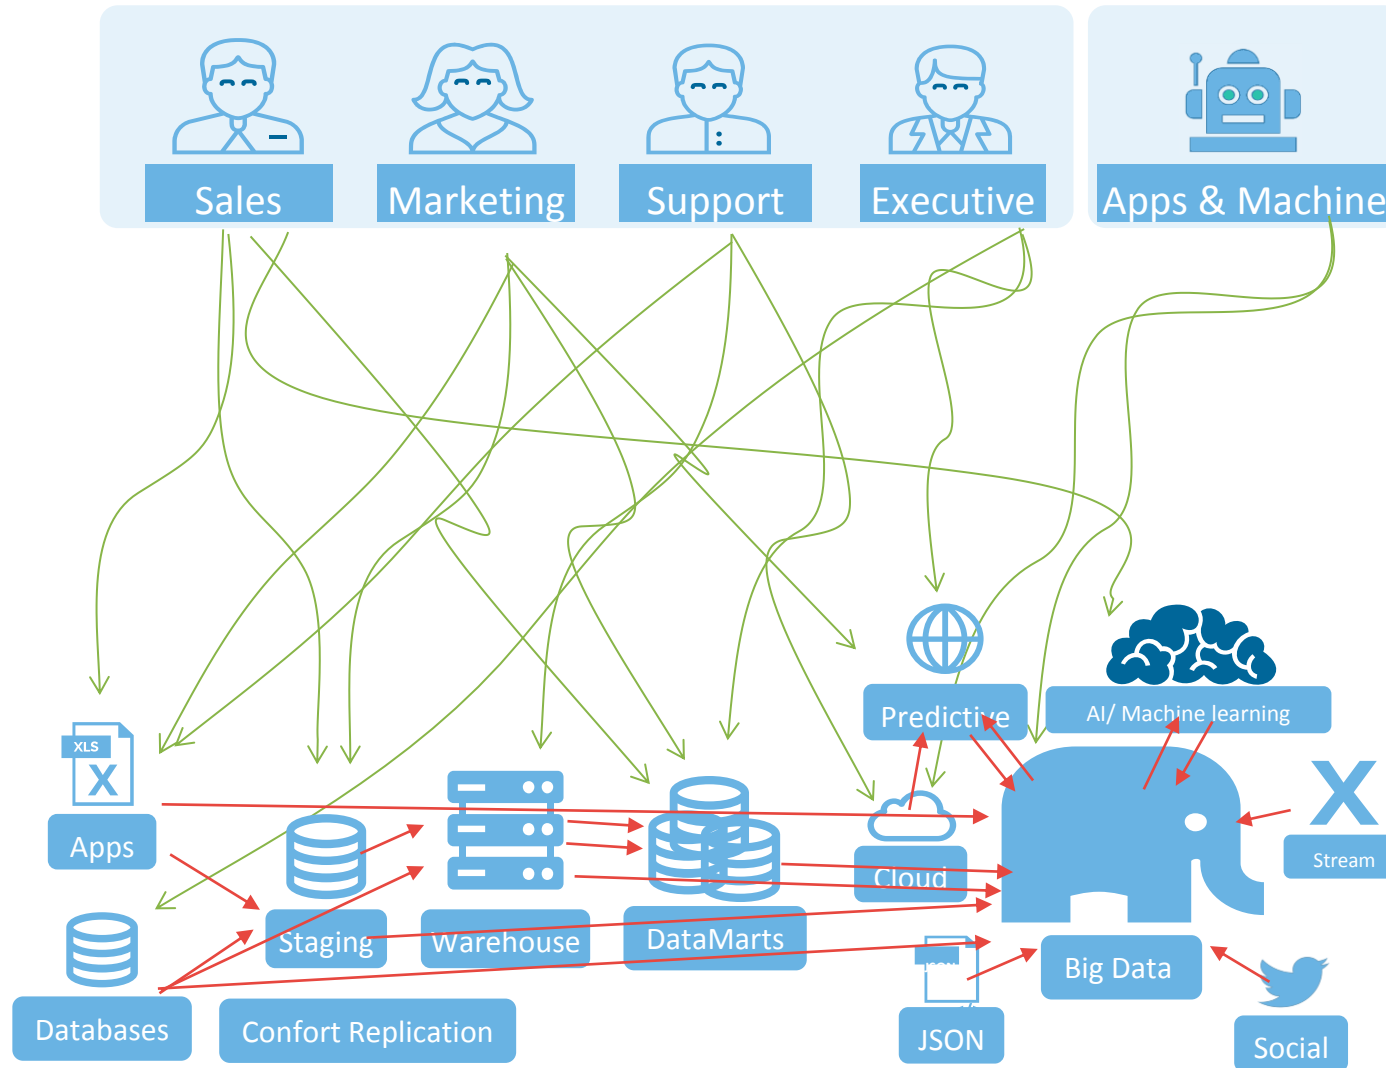 Sales
Marketing
Support
Executive
Apps & Machine
Predictive
AI/ Machine learning
XLS
X
Apps
Stream
Cloud
Staging
Warehouse
DataMarts
Big Data
JSON
Databases
Confort Replication
JSON
Social